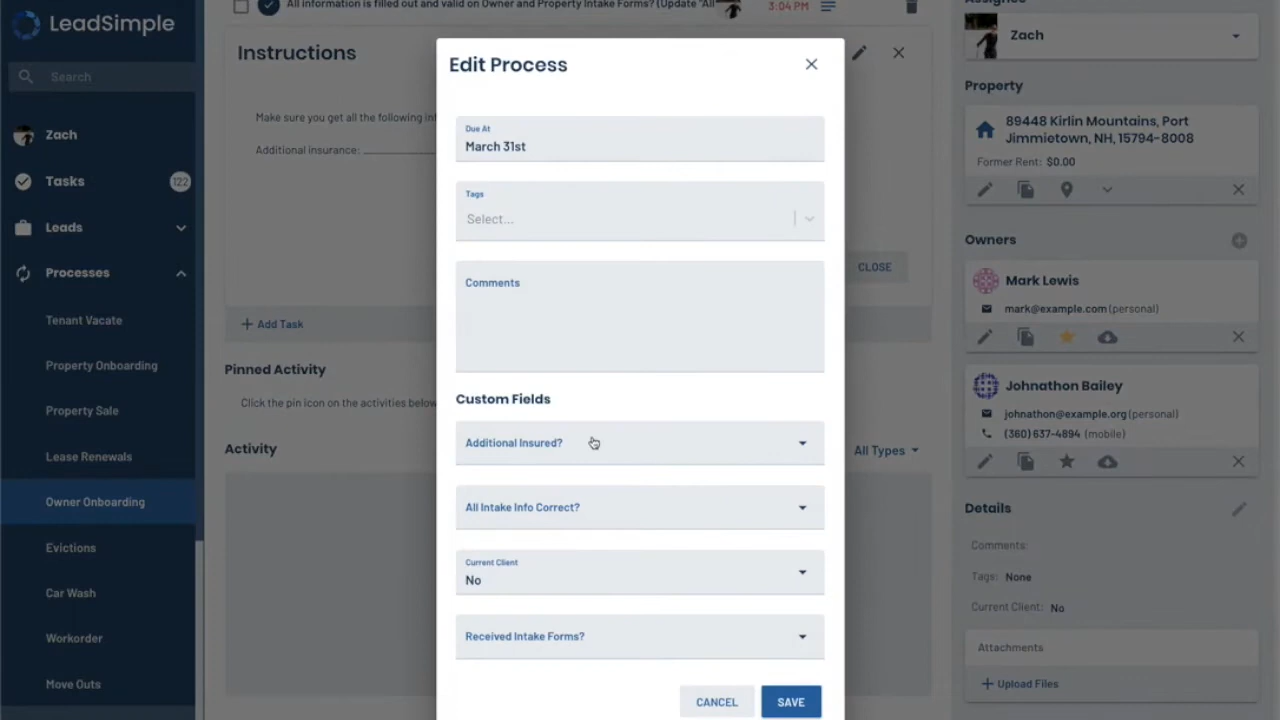 LeadSimple
Search
Zach
Tasks
122
Leads
Processes
Tenant Vacate
Property Onboarding
Property Sale
Lease Renewals
Owner Onboarding
Evictions
Car Wash
Workorder
Move Outs
All information is filled out and valid on Owner and Property Intake Forms? (Update "All
3:04 PM
Instructions
Make sure you get all the following
Additional insurance:
CLOSE
+ Add Task
Pinned Activity
Click the pin icon on the activities below
Activity
All Types
Edit Process
Due At
March 31st
Tags
Select...
Comments
Custom Fields
Additional Insured?
All Intake Info Correct?
Current Client
No
Received Intake Forms?
CANCEL
SAVE
Zach
Property
89448 Kirlin Mountains, Port
Jimmietown, NH, 15794-8008
Former Rent: $0.00
Owners
Mark Lewis
mark@example.com (personal)
Johnathon Bailey
johnathon@example.org (personal)
(360) 637-4894 (mobile)
Details
Comments:
Tags: None
Current Client: No
Attachments
+ Upload Files